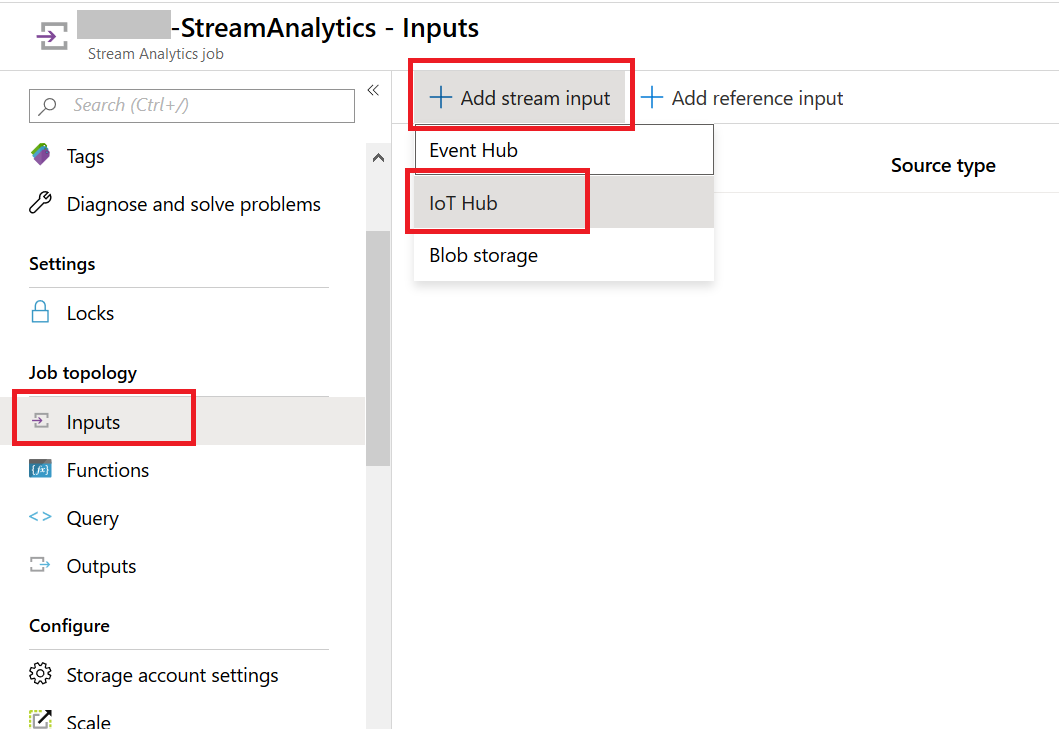 -StreamAnalytics - Inputs
Stream Analytics job
Search (Ctrl+/)
Tags
Diagnose and solve problems
Settings
Locks
Job topology
Inputs
Functions
Query
Outputs
Configure
Storage account settings
Scale
Add stream input
Add reference input
Event Hub
IoT Hub
Blob storage
Source type